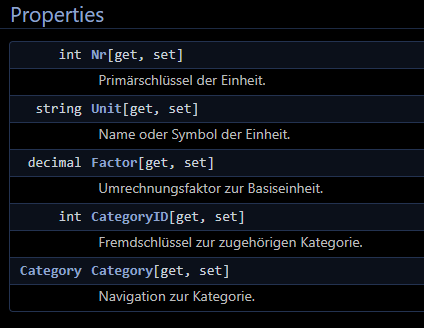 Properties
int Nr[get, set]
Primärschlüssel der Einheit.
string Unit[get, set]
Name oder Symbol der Einheit.
decimal Factor[get, set]
Umrechnungsfaktor zur Basiseinheit.
int CategoryID[get, set]
Fremdschlüssel zur zugehörigen Kategorie.
Category Category[get, set]
Navigation zur Kategorie.